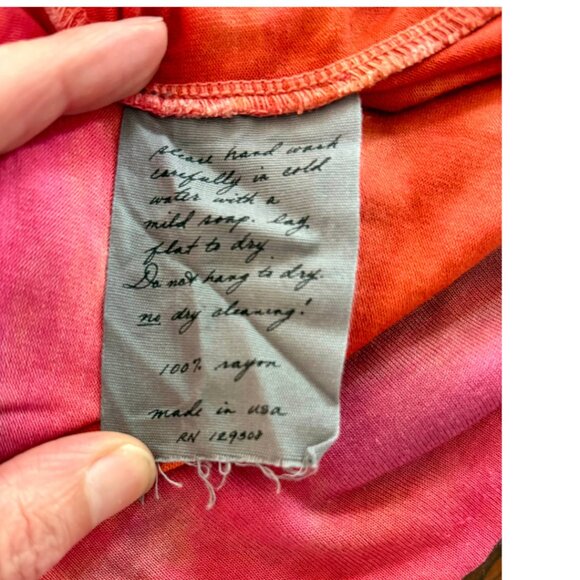 please hand wash
carefully in cold
water with a
mild soap. lay
flat to dry.
Do not hang to dry.
no dry cleaning!
100% rayon
made in usa
RN 129308